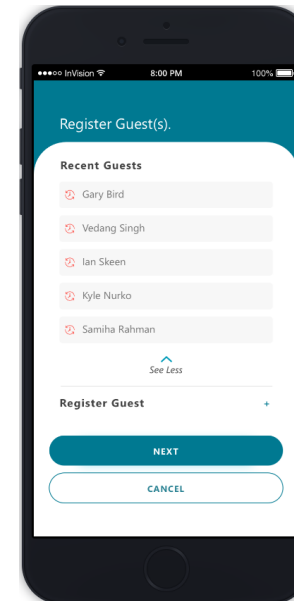 InVision 8:00 PM 100%
Register Guest(s).
Recent Guests
Gary Bird
Vedang Singh
Ian Skeen
Kyle Nurko
Samiha Rahman
See Less
Register Guest +
NEXT
CANCEL